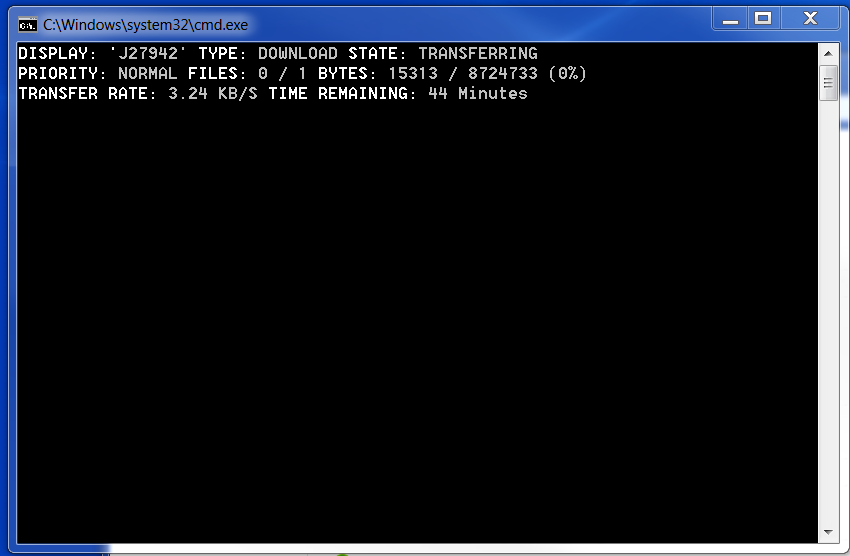 C:\Windows\system32\cmd.exe
DISPLAY: 'J27942' TYPE: DOWNLOAD STATE: TRANSFERRING
PRIORITY: NORMAL FILES: 0 / 1 BYTES: 15313 / 8724733 (0%)
TRANSFER RATE: 3.24 KB/S TIME REMAINING: 44 Minutes